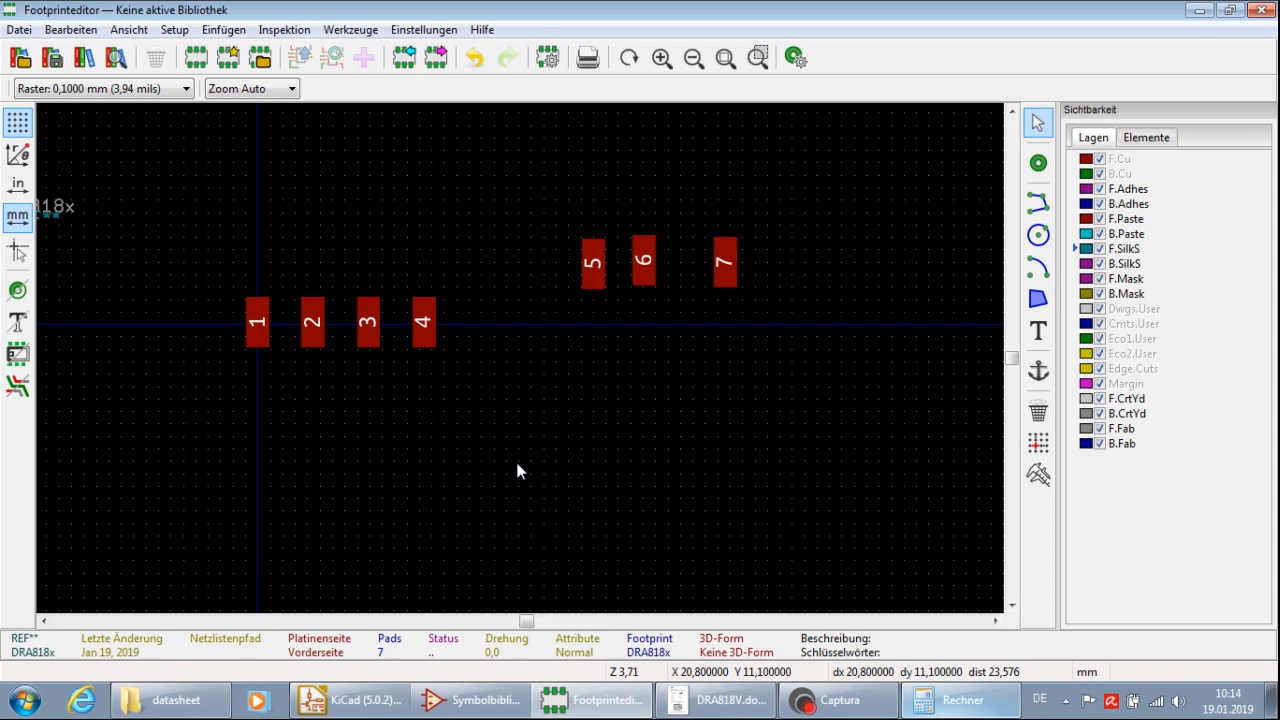 Footprinteditor — Keine aktive Bibliothek
Datei Bearbeiten Ansicht Setup Einfügen Inspektion Werkzeuge Einstellungen Hilfe
Raster: 0,1000 mm (3,94 mils) Zoom Auto
Sichtbarkeit
Lagen Elemente
F.Cu
B.Cu
F.Adhes
B.Adhes
F.Paste
B.Paste
F.SilkS
B.SilkS
F.Mask
B.Mask
Dwgs.User
Cmts.User
Eco1.User
Eco2.User
Edge.Cuts
Margin
F.CrtYd
B.CrtYd
F.Fab
B.Fab
in
mm
18x
**
5 6 7
1 2 3 4
REF** Letzte Änderung Netzlistenpfad Platinenseite Pads Status Drehung Attribute Footprint 3D-Form Beschreibung:
DRA818x Jan 19, 2019 Vorderseite 7 .. 0,0 Normal DRA818x Keine 3D-Form Schlüsselwörter:
Z 3,71 X 20,800000 Y 11,100000 dx 20,800000 dy 11,100000 dist 23,576 mm
datasheet KiCad (5.0.2)... Symbolbibli... Footprintedi... DRA818V.do... Captura Rechner DE 10:14
19.01.2019